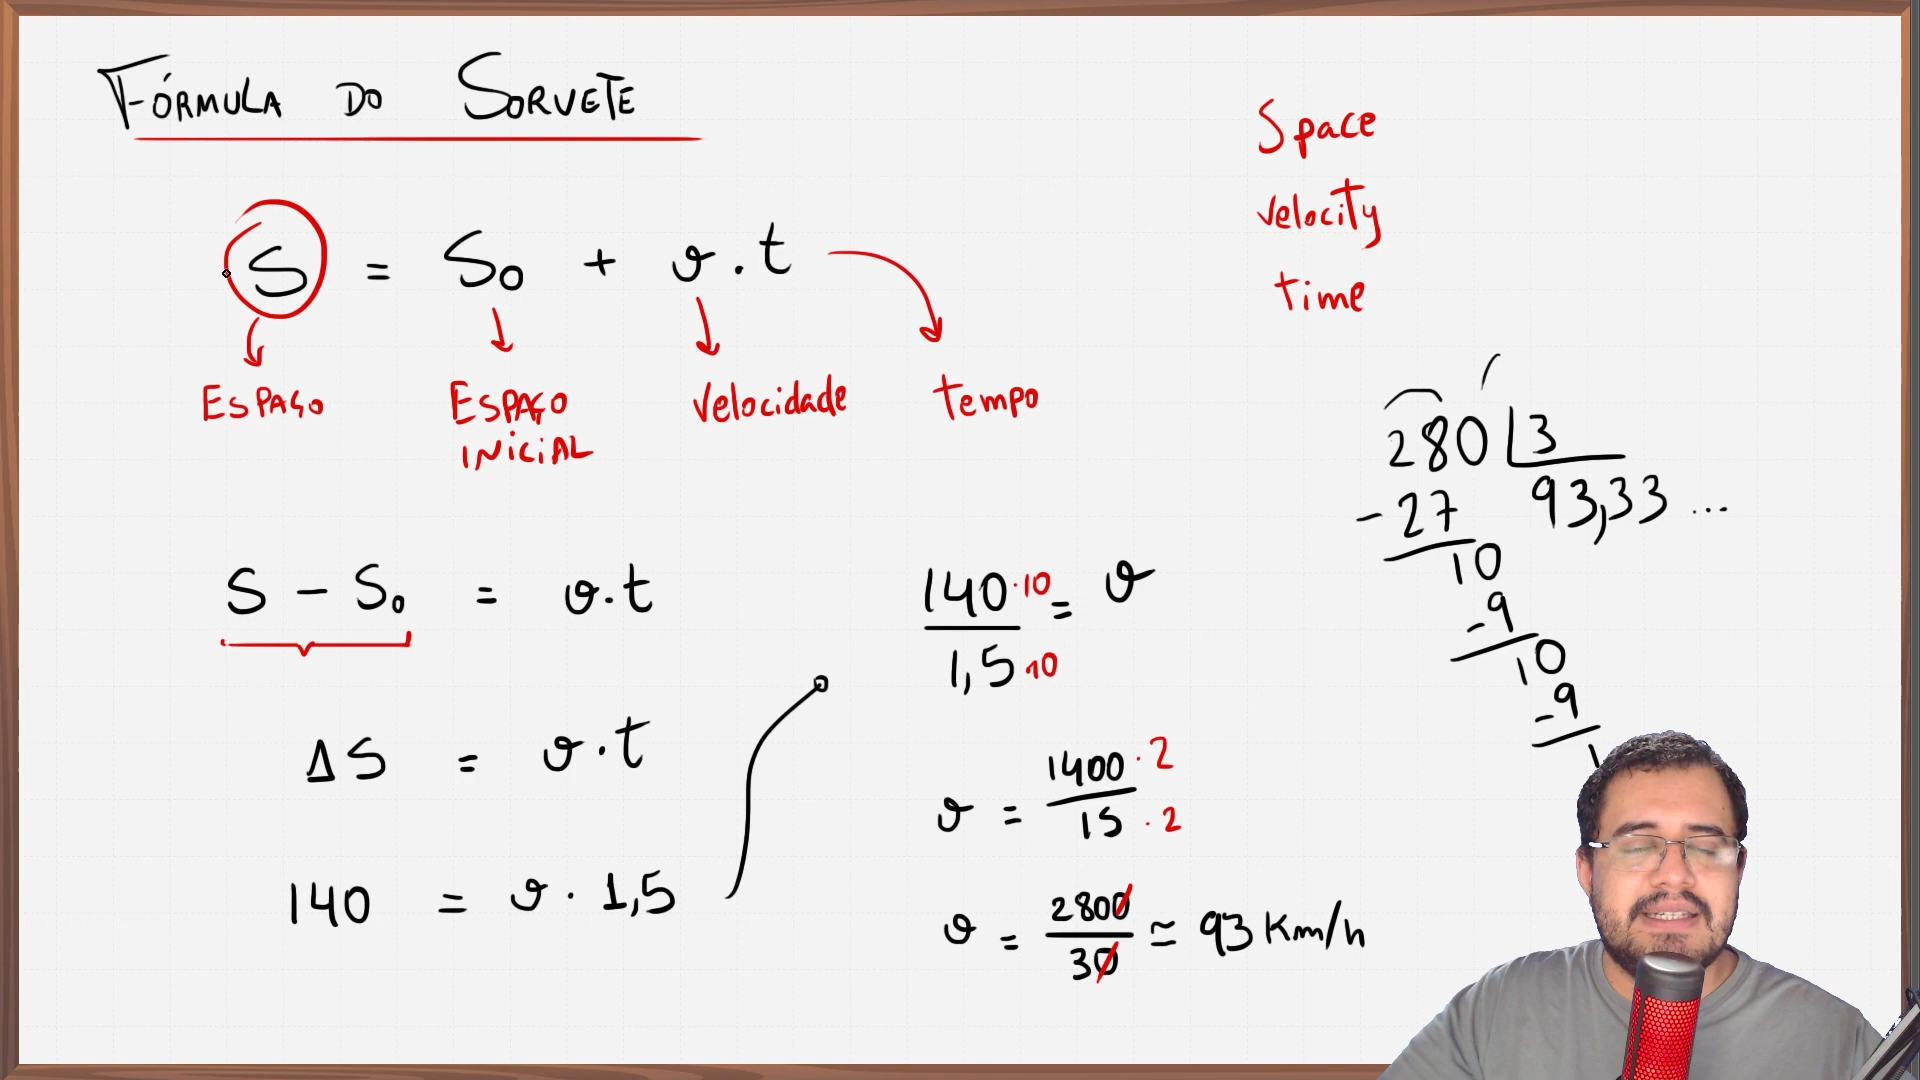 FÓRMULA DO SORVETE
S = S₀ + v . t
ESPAÇO
ESPAÇO INICIAL
Velocidade
tempo
Space
velocity
time
S - S₀ = v . t
ΔS = v . t
140 = v . 1,5
140 · 10 = v
1,5 10
v = 1400 · 2
15 · 2
v = 2800 ≃ 93 Km/h
30
280 3
- 27 93,33 ...
10
- 9
10
- 9
1